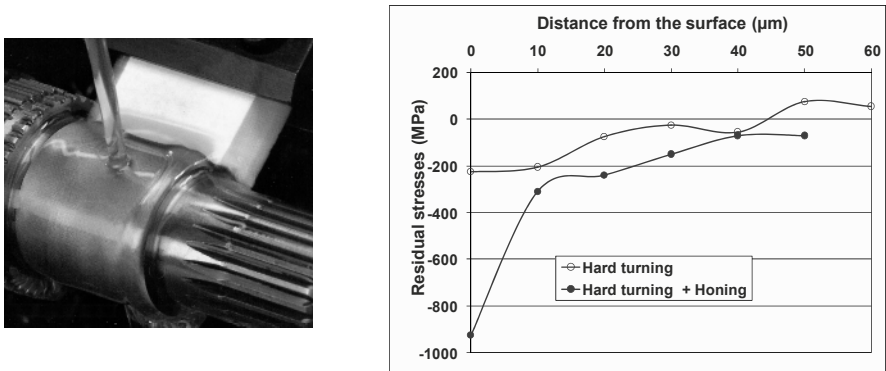 Distance from the surface (µm)
0 10 20 30 40 50 60
200
0
-200
-400
-600
-800
-1000
Residual stresses (MPa)
Hard turning
Hard turning + Honing